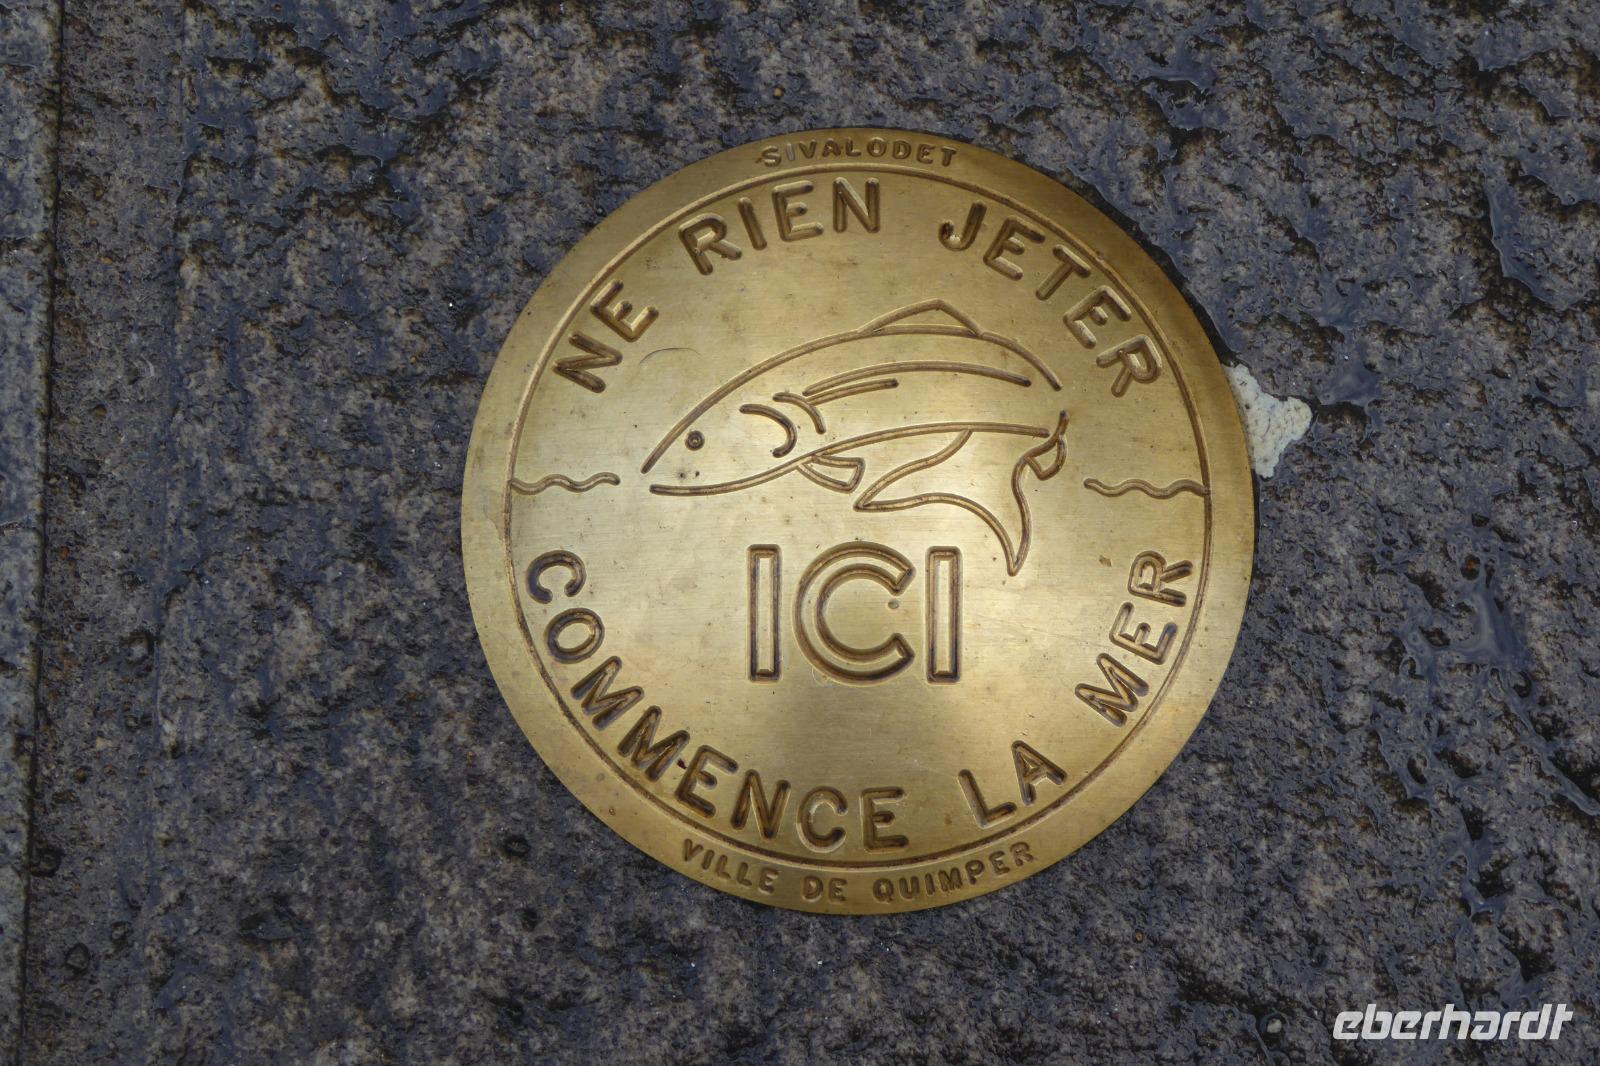 SIVALODET
NE RIEN JETER
ICI
COMMENCE LA MER
VILLE DE QUIMPER
eberhardt